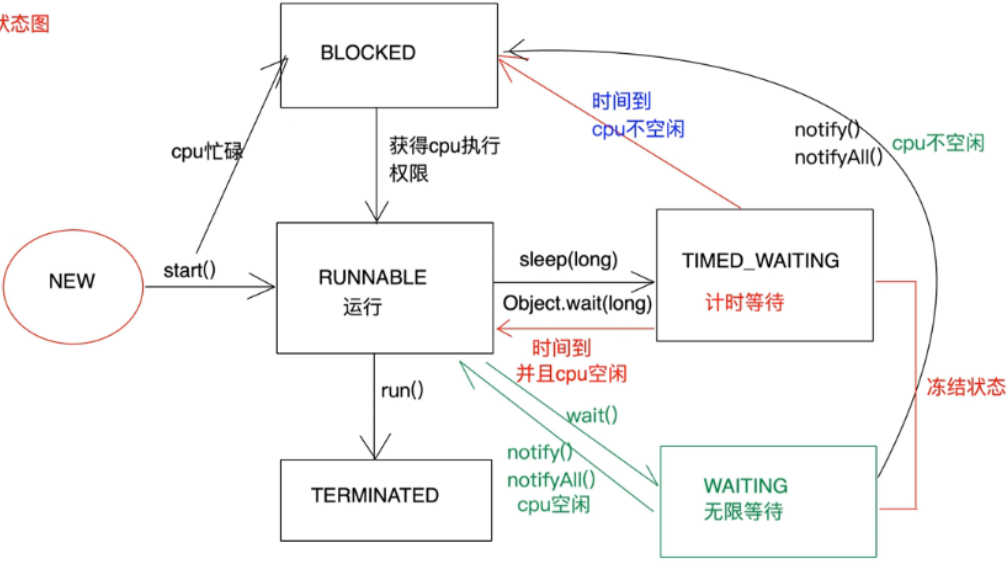 状态图
BLOCKED
时间到
cpu不空闲
notify()
notifyAll()
cpu不空闲
cpu忙碌
获得cpu执行
权限
NEW
start()
RUNNABLE
运行
sleep(long)
Object.wait(long)
TIMED_WAITING
计时等待
时间到
并且cpu空闲
冻结状态
run()
wait()
notify()
notifyAll()
cpu空闲
TERMINATED
WAITING
无限等待